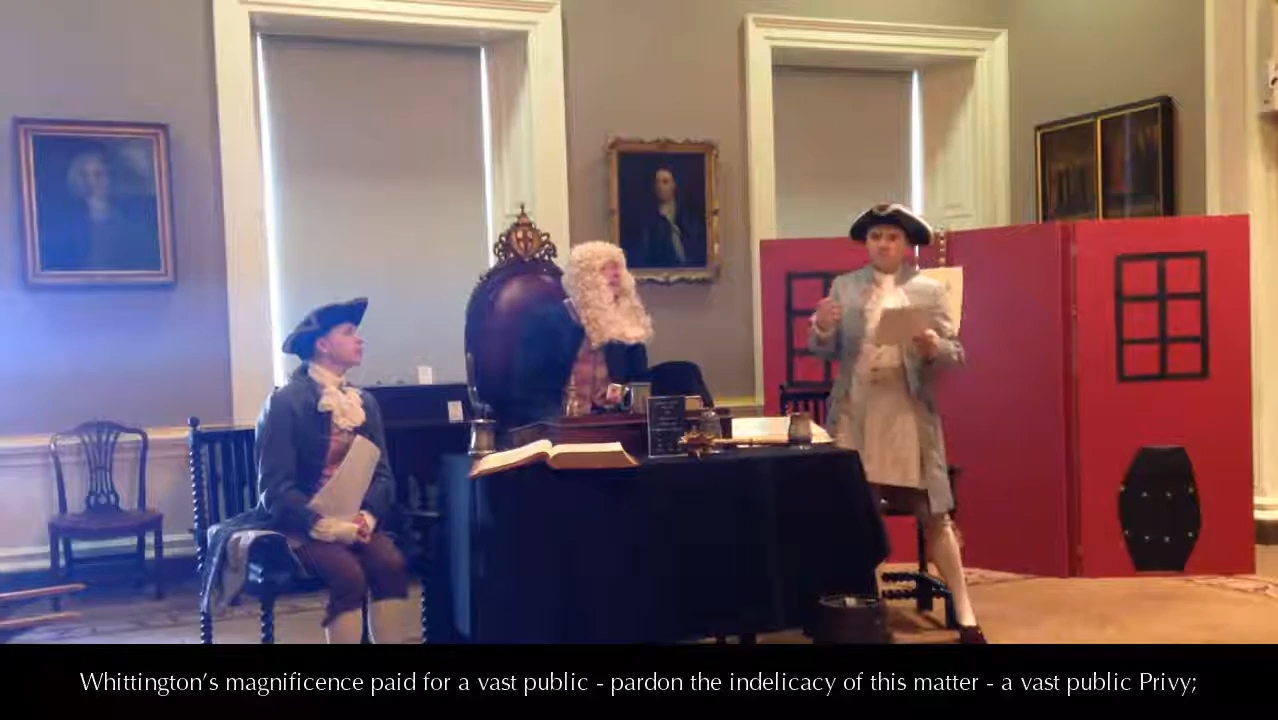 Whittington's magnificence paid for a vast public - pardon the indelicacy of this matter - a vast public Privy;